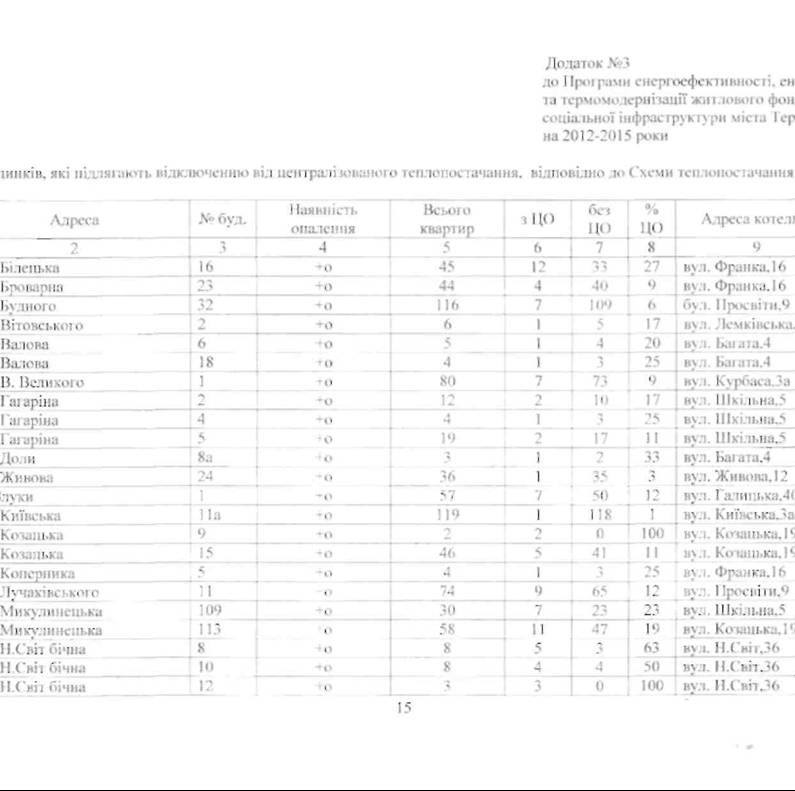 Додаток №3
до Програми енергоефективності, ен
та термомодернізації житлового фон
соціальної інфраструктури міста Тер
на 2012-2015 роки
инків, які підлягають відключенню від централізованого теплопостачання, відповідно до Схеми теплопостачання
Адреса № буд. Наявність опалення Всього квартир з ЦО без ЦО % ЦО Адреса котел
2 3 4 5 6 7 8 9
Білецька 16 +о 45 12 33 27 вул. Франка,16
Броварна 23 +о 44 4 40 9 вул. Франка,16
Будного 32 +о 116 7 109 6 бул. Просвіти,9
Вітовського 2 +о 6 1 5 17 вул. Лемківська,
Валова 6 +о 5 1 4 20 вул. Багата,4
Валова 18 +о 4 1 3 25 вул. Багата,4
В. Великого 1 +о 80 7 73 9 вул. Курбаса,3а
Гагаріна 2 +о 12 2 10 17 вул. Шкільна,5
Гагаріна 4 +о 4 1 3 25 вул. Шкільна,5
Гагаріна 5 +о 19 2 17 11 вул. Шкільна,5
Доли 8а +о 3 1 2 33 вул. Багата,4
Живова 24 +о 36 1 35 3 вул. Живова,12
луки 1 +о 57 7 50 12 вул. Галицька,40
Київська 11а +о 119 1 118 1 вул. Київська,3а
Козацька 9 +о 2 2 0 100 вул. Козацька,19
Козацька 15 +о 46 5 41 11 вул. Козацька,19
Коперника 5 +о 4 1 3 25 вул. Франка,16
Лучаківського 11 +о 74 9 65 12 вул. Просвіти,9
Микулинецька 109 +о 30 7 23 23 вул. Шкільна,5
Микулинецька 113 +о 58 11 47 19 вул. Козацька,19
Н.Світ бічна 8 +о 8 5 3 63 вул. Н.Світ,36
Н.Світ бічна 10 +о 8 4 4 50 вул. Н.Світ,36
Н.Світ бічна 12 +о 3 3 0 100 вул. Н.Світ,36
15